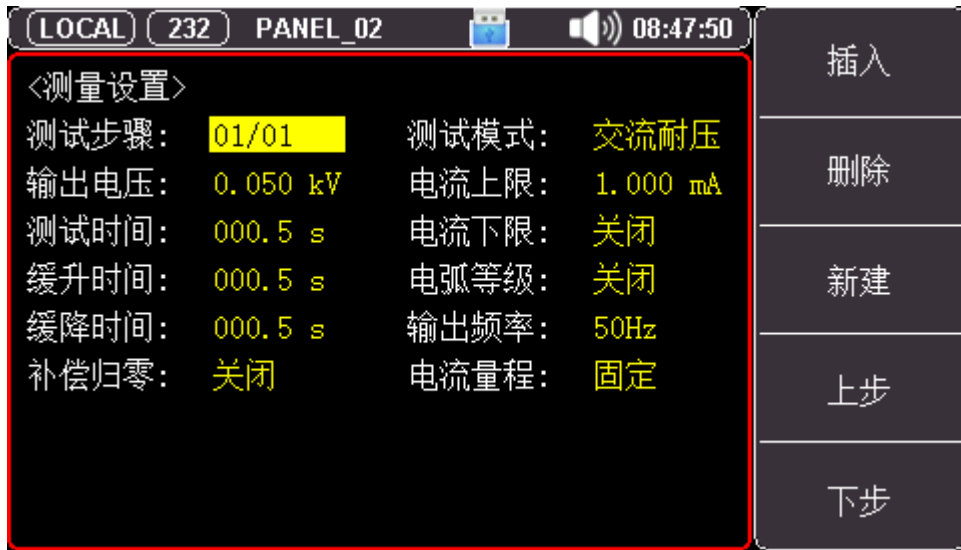 LOCAL 232 PANEL_02 08:47:50
<测量设置>
测试步骤: 01/01 测试模式: 交流耐压
输出电压: 0.050 kV 电流上限: 1.000 mA
测试时间: 000.5 s 电流下限: 关闭
缓升时间: 000.5 s 电弧等级: 关闭
缓降时间: 000.5 s 输出频率: 50Hz
补偿归零: 关闭 电流量程: 固定
插入
删除
新建
上步
下步